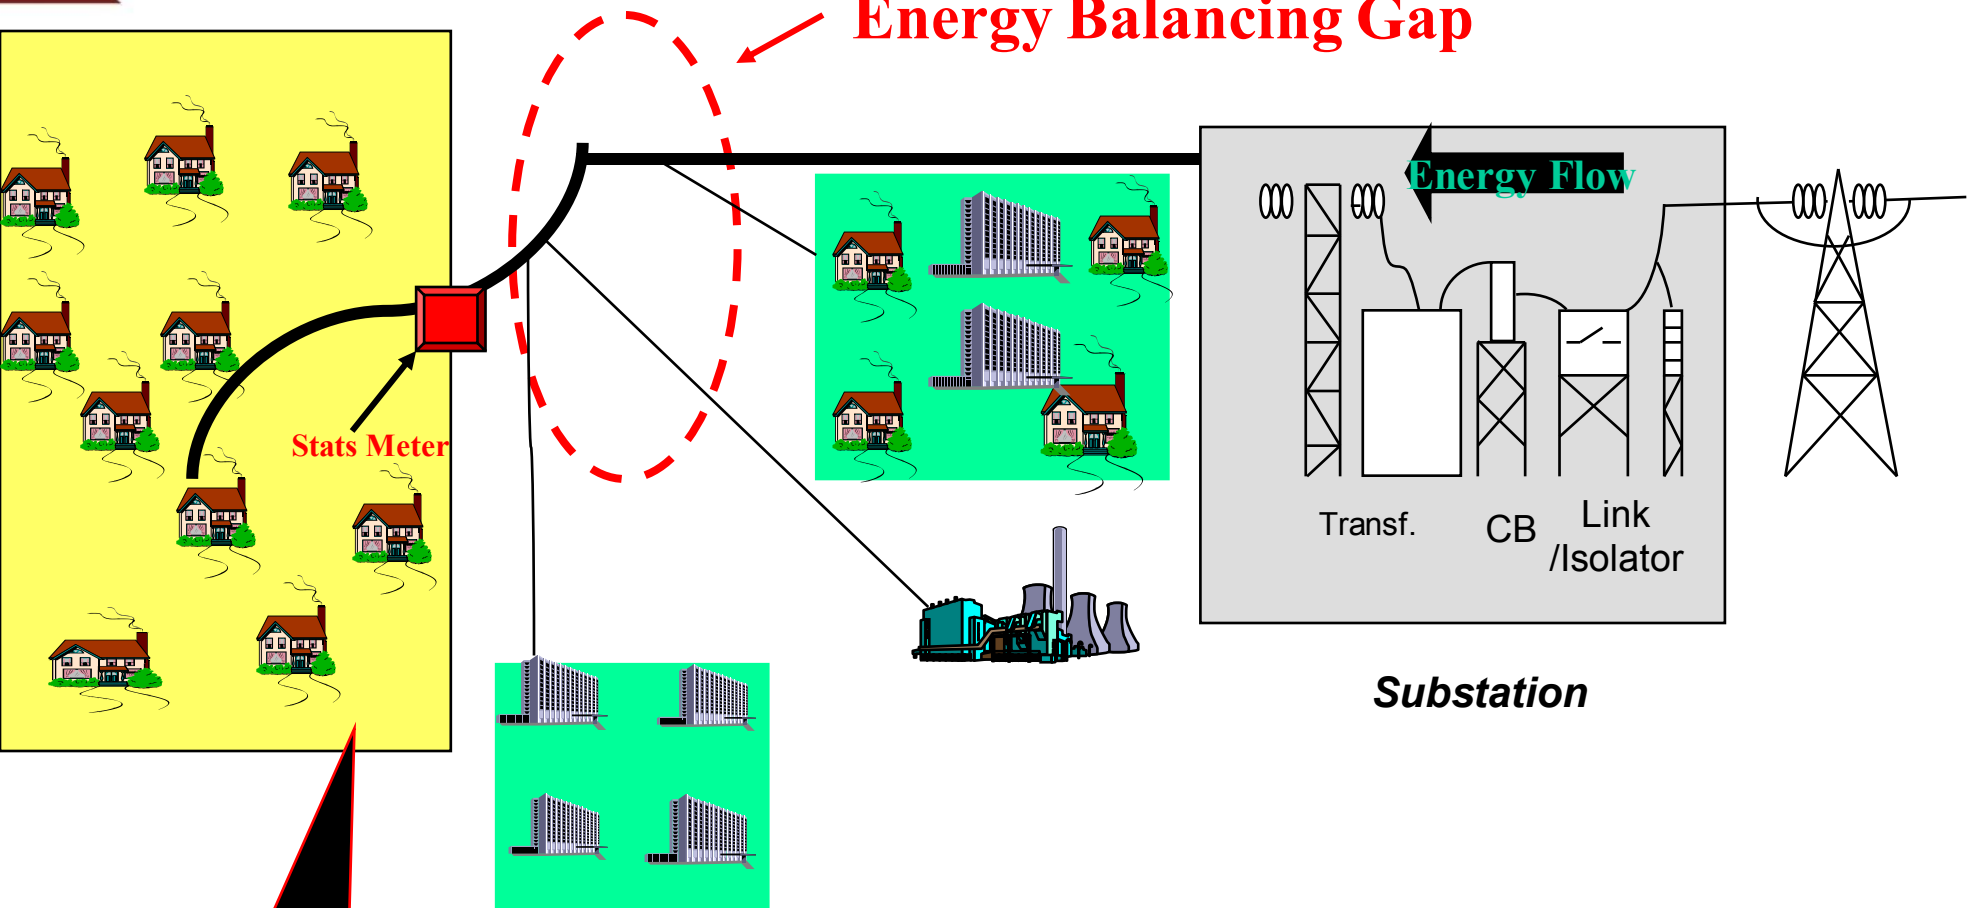 Energy Balancing Gap
Energy Flow
Stats Meter
Transf.
CB
Link
/Isolator
Substation